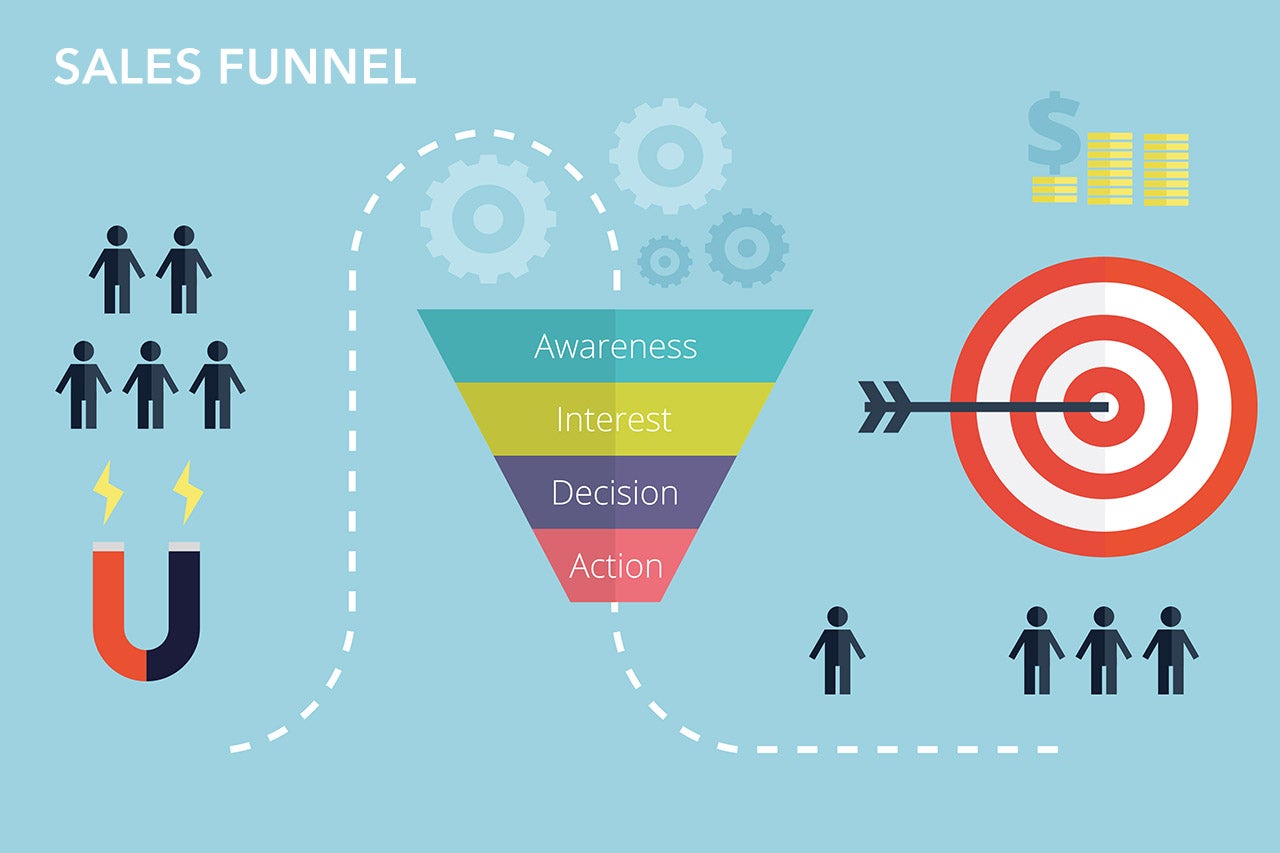 SALES FUNNEL
$
Awareness
Interest
Decision
Action